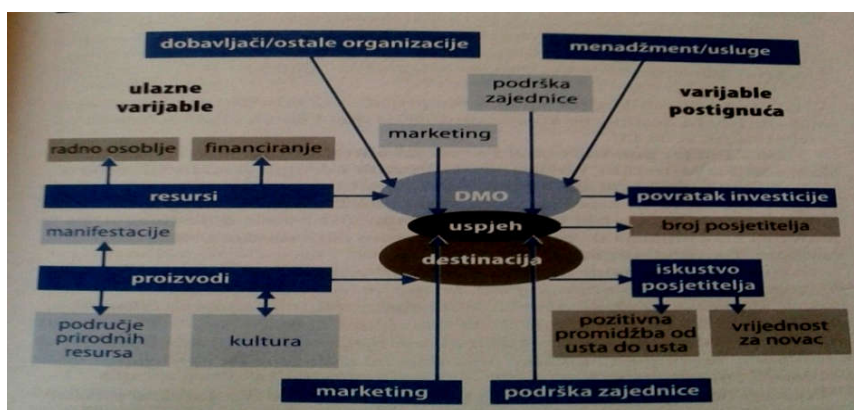 dobavljači/ostale organizacije
menadžment/usluge
ulazne
varijable
podrška
zajednice
varijable
postignuća
marketing
radno osoblje
financiranje
resursi
DMO
povratak investicije
manifestacije
uspjeh
broj posjetitelja
destinacija
proizvodi
iskustvo
posjetitelja
područje
prirodnih
resursa
kultura
pozitivna
promidžba od
usta do usta
vrijednost
za novac
marketing
podrška zajednice